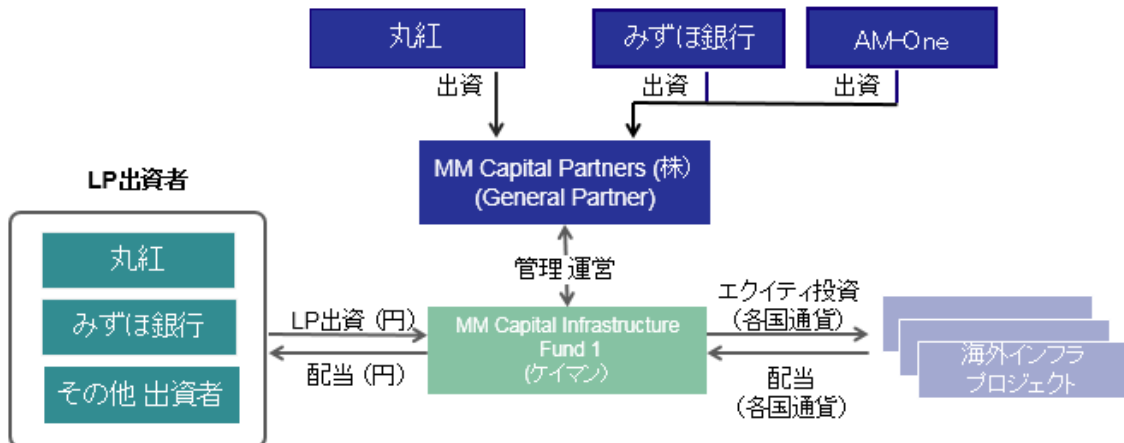 丸紅
みずほ銀行
AM-One
出資
出資
出資
MM Capital Partners (株)
(General Partner)
LP出資者
丸紅
みずほ銀行
その他 出資者
管理 運営
LP出資 (円)
配当 (円)
MM Capital Infrastructure
Fund 1
(ケイマン)
エクイティ投資
(各国通貨)
配当
(各国通貨)
海外インフラ
プロジェクト